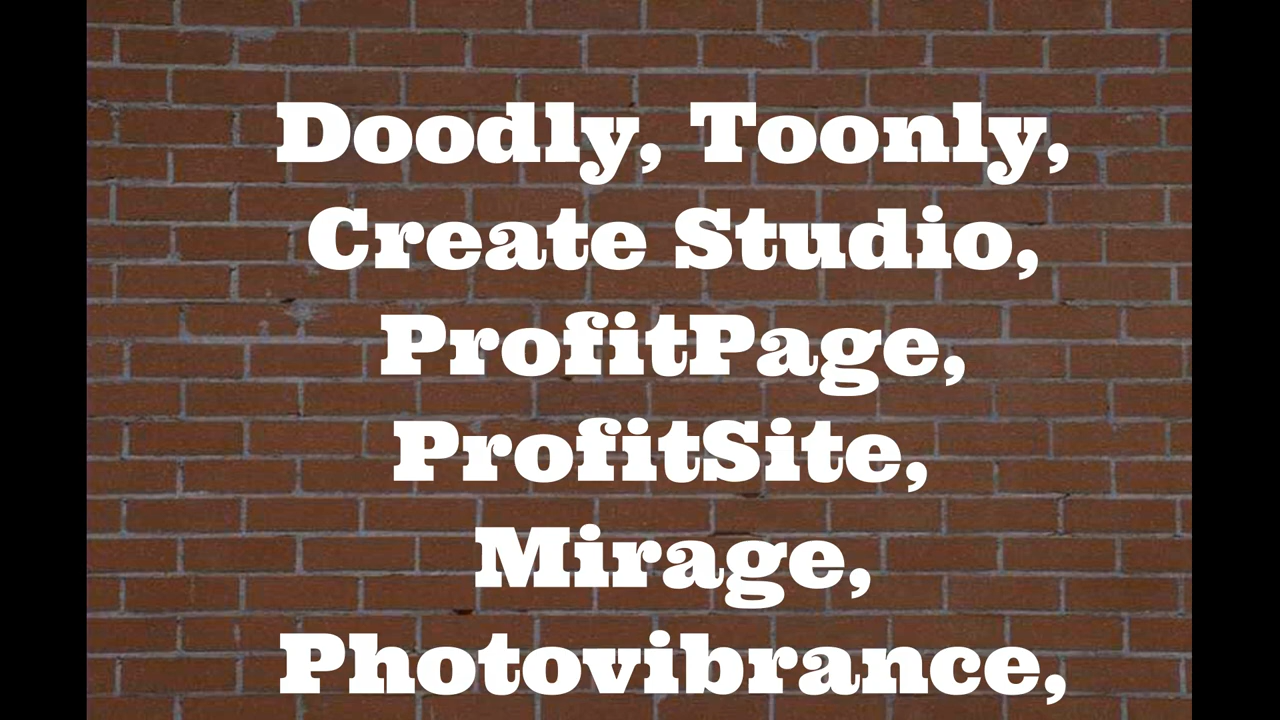 Doodly, Toonly,
Create Studio,
ProfitPage,
ProfitSite,
Mirage,
Photovibrance,